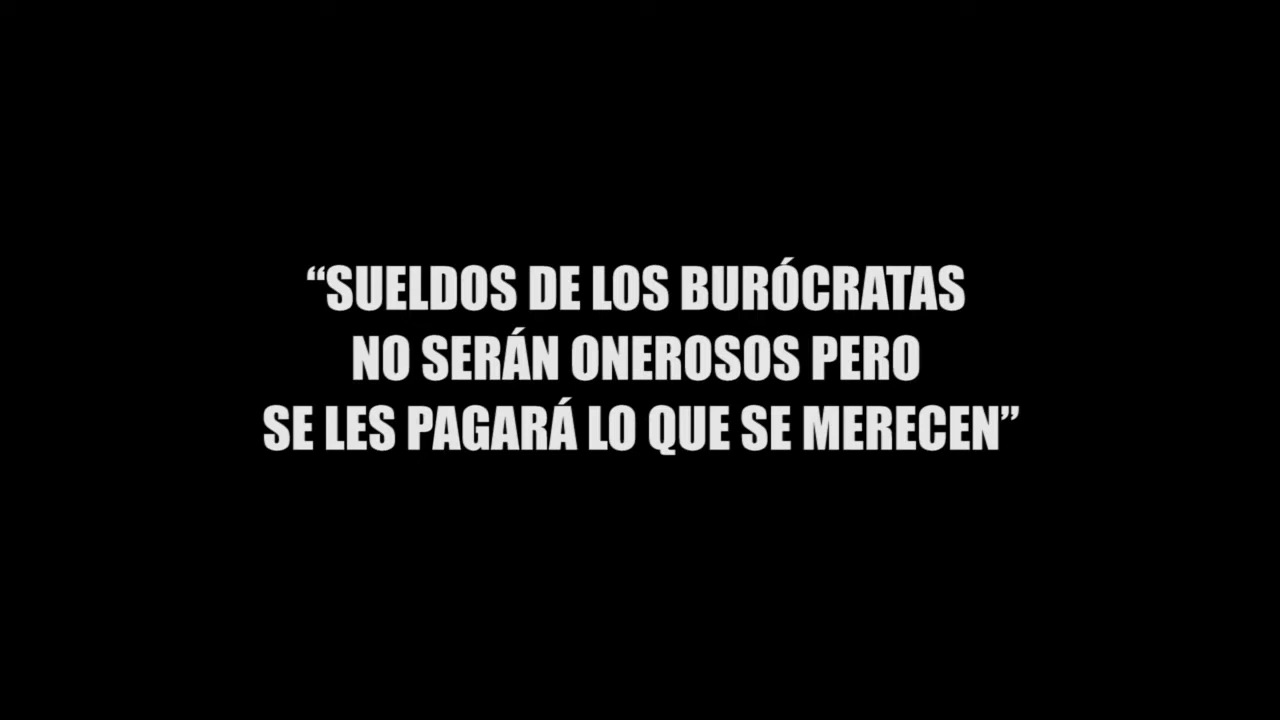 “SUELDOS DE LOS BURÓCRATAS
NO SERÁN ONEROSOS PERO
SE LES PAGARÁ LO QUE SE MERECEN”